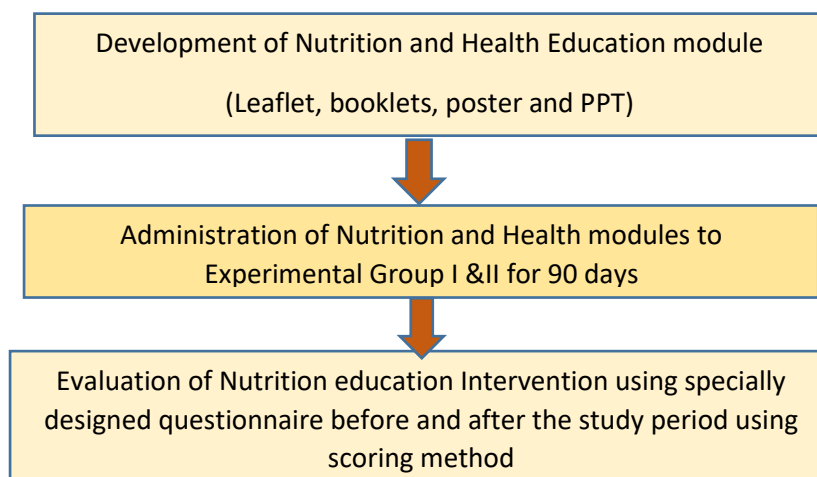 Development of Nutrition and Health Education module
(Leaflet, booklets, poster and PPT)
Administration of Nutrition and Health modules to
Experimental Group I &II for 90 days
Evaluation of Nutrition education Intervention using specially
designed questionnaire before and after the study period using
scoring method